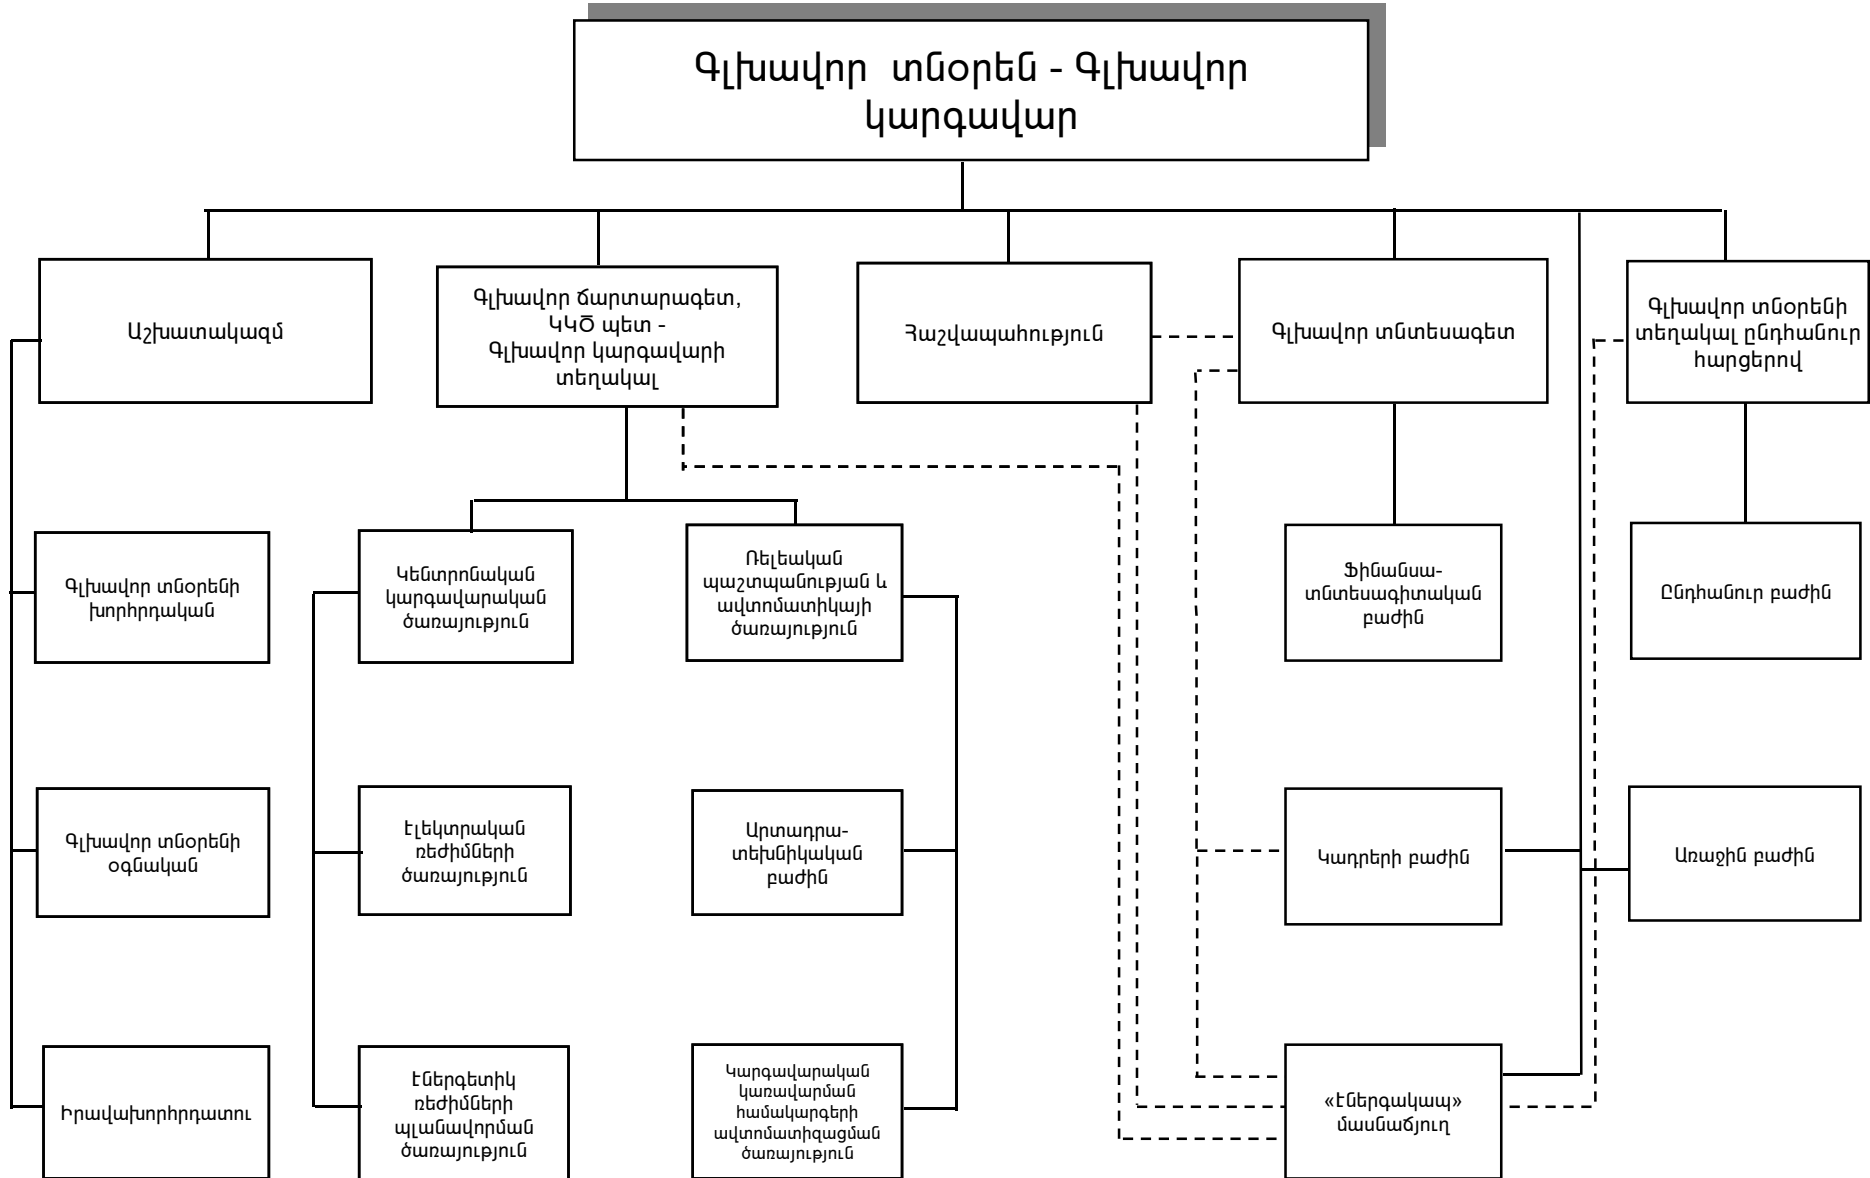 Գլխավոր տնօրեն - Գլխավոր
կարգավար
Աշխատակազմ
Գլխավոր ճարտարագետ,
ԿԿԾ պետ -
Գլխավոր կարգավարի
տեղակալ
Հաշվապահություն
Գլխավոր տնտեսագետ
Գլխավոր տնօրենի
տեղակալ ընդհանուր
հարցերով
Գլխավոր տնօրենի
խորհրդական
Կենտրոնական
կարգավարական
ծառայություն
Ռելեական
պաշտպանության և
ավտոմատիկայի
ծառայություն
Ֆինանսա-
տնտեսագիտական
բաժին
Ընդհանուր բաժին
Գլխավոր տնօրենի
օգնական
Էլեկտրական
ռեժիմների
ծառայություն
Արտադրա-
տեխնիկական
բաժին
Կադրերի բաժին
Առաջին բաժին
Իրավախորհրդատու
Էներգետիկ
ռեժիմների
պլանավորման
ծառայություն
Կարգավարական
կառավարման
համակարգերի
ավտոմատիզացման
ծառայություն
«Էներգակապ»
մասնաճյուղ